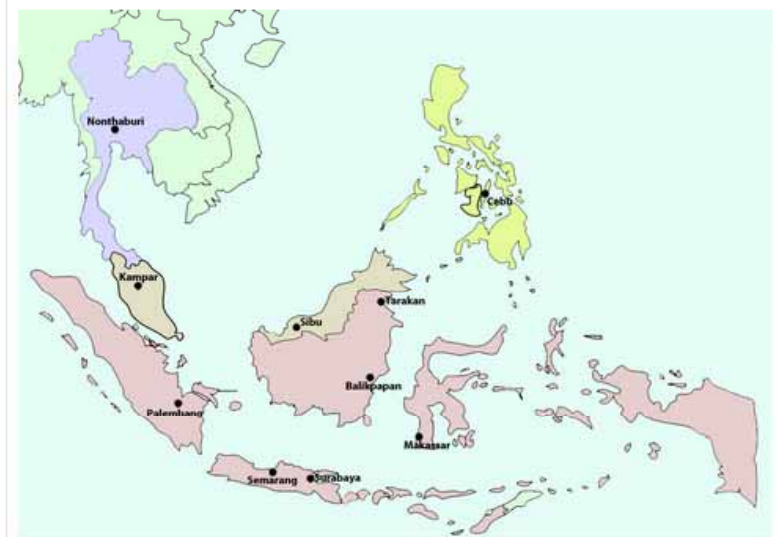 Nonthaburi
Cebu
Kampar
Tarakan
Sibu
Balikpapan
Palembang
Makassar
Semarang
Surabaya